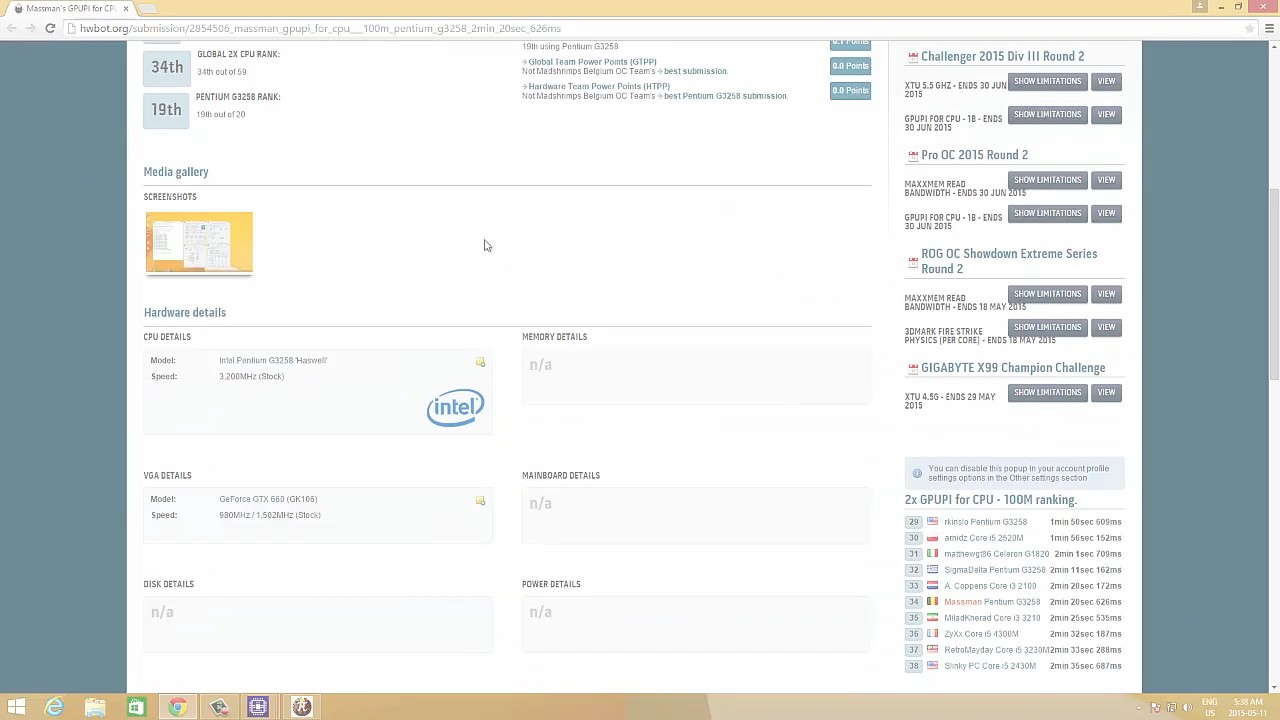 Massman's GPUPI for CPU
hwbot.org/submission/2854506_massman_gpupi_for_cpu___100m_pentium_g3258_2min_20sec_626ms
34th
GLOBAL 2X CPU RANK:
34th out of 59
19th
PENTIUM G3258 RANK:
19th out of 20
19th using Pentium G3258
0.1 Points
Global Team Power Points (GTPP)
Not Madshrimps Belgium OC Team's best submission.
0.0 Points
Hardware Team Power Points (HTPP)
Not Madshrimps Belgium OC Team's best Pentium G3258 submission.
0.0 Points
Media gallery
SCREENSHOTS
Hardware details
CPU DETAILS
Model: Intel Pentium G3258 'Haswell'
Speed: 3,200MHz (Stock)
intel
MEMORY DETAILS
n/a
VGA DETAILS
Model: GeForce GTX 660 (GK106)
Speed: 980MHz / 1,502MHz (Stock)
MAINBOARD DETAILS
n/a
DISK DETAILS
n/a
POWER DETAILS
n/a
Challenger 2015 Div III Round 2
XTU 5.5 GHZ - ENDS 30 JUN
2015
SHOW LIMITATIONS VIEW
GPUPI FOR CPU - 1B - ENDS
30 JUN 2015
SHOW LIMITATIONS VIEW
Pro OC 2015 Round 2
MAXXMEM READ
BANDWIDTH - ENDS 30 JUN 2015
SHOW LIMITATIONS VIEW
GPUPI FOR CPU - 1B - ENDS
30 JUN 2015
SHOW LIMITATIONS VIEW
ROG OC Showdown Extreme Series
Round 2
MAXXMEM READ
BANDWIDTH - ENDS 18 MAY 2015
SHOW LIMITATIONS VIEW
3DMARK FIRE STRIKE
PHYSICS (PER CORE) - ENDS 18 MAY 2015
SHOW LIMITATIONS VIEW
GIGABYTE X99 Champion Challenge
XTU 4.5G - ENDS 29 MAY
2015
SHOW LIMITATIONS VIEW
You can disable this popup in your account profile
settings options in the Other settings section
2x GPUPI for CPU - 100M ranking.
29 rkinslo Pentium G3258 1min 50sec 609ms
30 arnidz Core i5 2520M 1min 56sec 152ms
31 matthewgt86 Celeron G1820 2min 1sec 709ms
32 SigmaDelta Pentium G3258 2min 11sec 162ms
33 A. Coppens Core i3 2100 2min 20sec 172ms
34 Massman Pentium G3258 2min 20sec 626ms
35 MiladKherad Core i3 3210 2min 25sec 535ms
36 ZyXx Core i5 4300M 2min 32sec 187ms
37 RetroMayday Core i5 3230M 2min 33sec 288ms
38 Slinky PC Core i5 2430M 2min 35sec 687ms
ENG
US
5:38 AM
2015-05-11